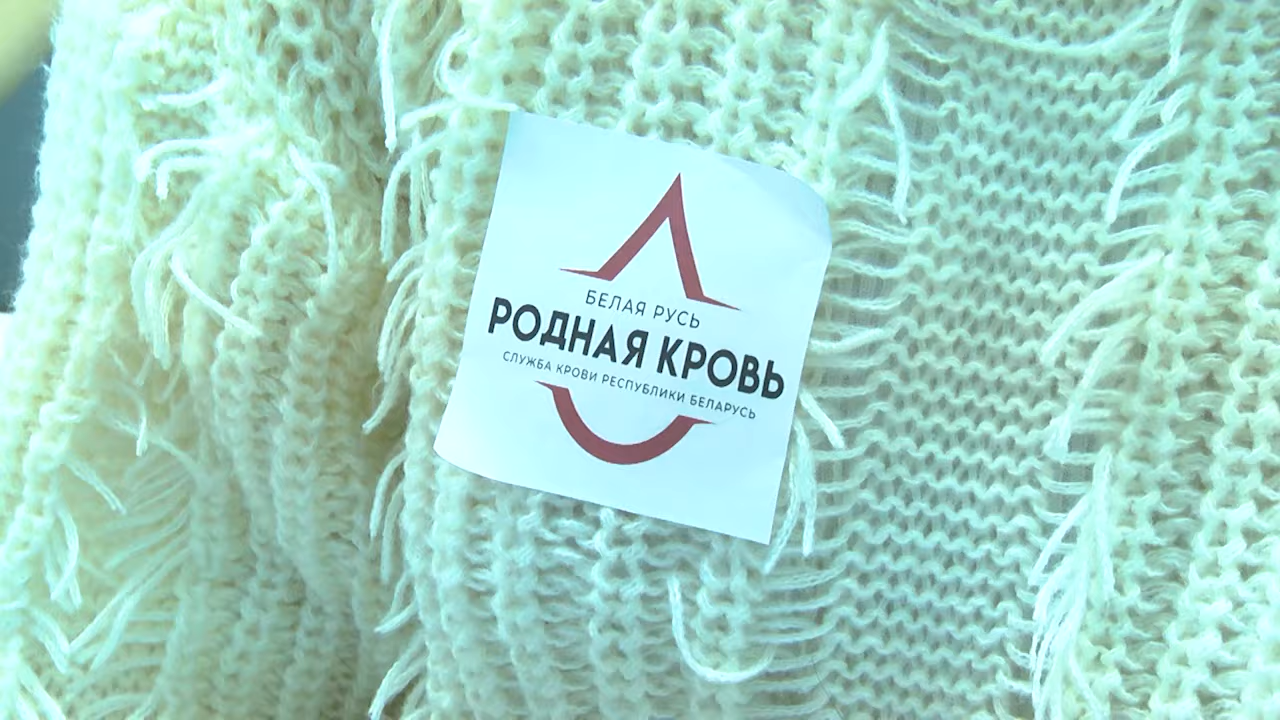 БЕЛАЯ РУСЬ
РОДНАЯ КРОВЬ
СЛУЖБА КРОВИ РЕСПУБЛИКИ БЕЛАРУСЬ